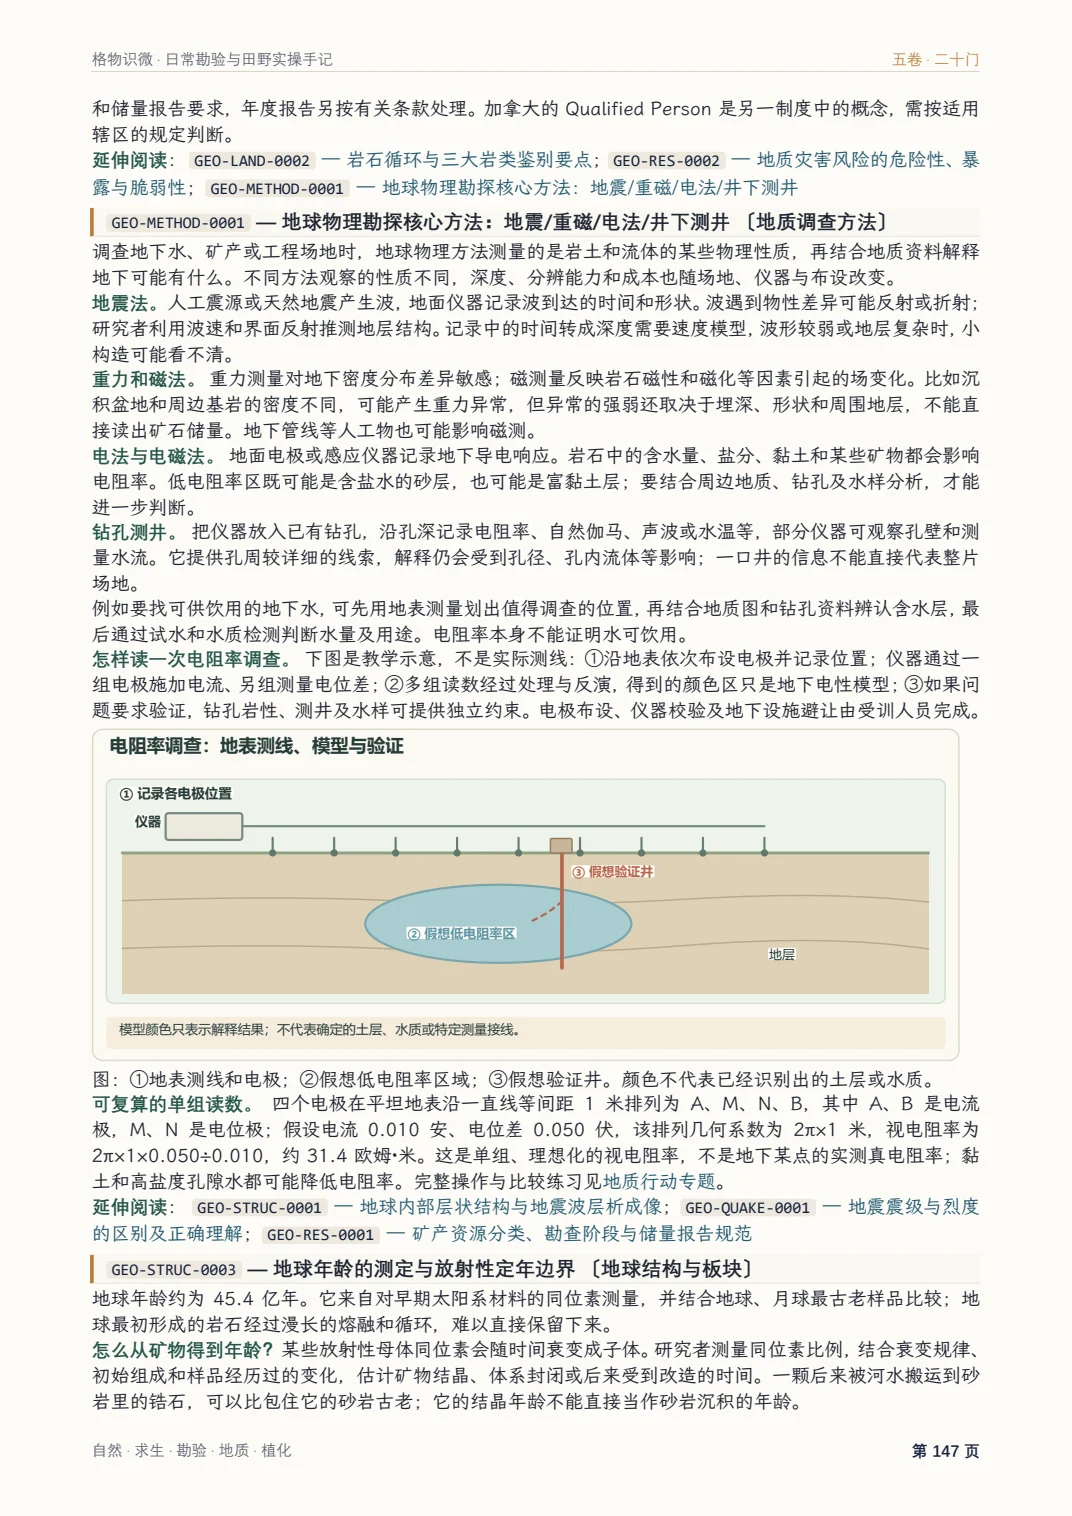 格物识微 · 日常勘验与田野实操手记
五卷 · 二十门
和储量报告要求，年度报告另按有关条款处理。加拿大的 Qualified Person 是另一制度中的概念，需按适用
辖区的规定判断。
延伸阅读： GEO-LAND-0002 — 岩石循环与三大岩类鉴别要点；GEO-RES-0002 — 地质灾害风险的危险性、暴
露与脆弱性；GEO-METHOD-0001 — 地球物理勘探核心方法：地震/重磁/电法/井下测井
GEO-METHOD-0001 — 地球物理勘探核心方法：地震/重磁/电法/井下测井 〔地质调查方法〕
调查地下水、矿产或工程场地时，地球物理方法测量的是岩土和流体的某些物理性质，再结合地质资料解释
地下可能有什么。不同方法观察的性质不同，深度、分辨能力和成本也随场地、仪器与布设改变。
地震法。人工震源或天然地震产生波，地面仪器记录波到达的时间和形状。波遇到物性差异可能反射或折射；
研究者利用波速和界面反射推测地层结构。记录中的时间转成深度需要速度模型，波形较弱或地层复杂时，小
构造可能看不清。
重力和磁法。 重力测量对地下密度分布差异敏感；磁测量反映岩石磁性和磁化等因素引起的场变化。比如沉
积盆地和周边基岩的密度不同，可能产生重力异常，但异常的强弱还取决于埋深、形状和周围地层，不能直
接读出矿石储量。地下管线等人工物也可能影响磁测。
电法与电磁法。 地面电极或感应仪器记录地下导电响应。岩石中的含水量、盐分、黏土和某些矿物都会影响
电阻率。低电阻率区既可能是含盐水的砂层，也可能是富黏土层；要结合周边地质、钻孔及水样分析，才能
进一步判断。
钻孔测井。 把仪器放入已有钻孔，沿孔深记录电阻率、自然伽马、声波或水温等，部分仪器可观察孔壁和测
量水流。它提供孔周较详细的线索，解释仍会受到孔径、孔内流体等影响；一口井的信息不能直接代表整片
场地。
例如要找可供饮用的地下水，可先用地表测量划出值得调查的位置，再结合地质图和钻孔资料辨认含水层，最
后通过试水和水质检测判断水量及用途。电阻率本身不能证明水可饮用。
怎样读一次电阻率调查。 下图是教学示意，不是实际测线：①沿地表依次布设电极并记录位置；仪器通过一
组电极施加电流、另组测量电位差；②多组读数经过处理与反演，得到的颜色区只是地下电性模型；③如果问
题要求验证，钻孔岩性、测井及水样可提供独立约束。电极布设、仪器校验及地下设施避让由受训人员完成。
电阻率调查：地表测线、模型与验证
① 记录各电极位置
仪器
③ 假想验证井
② 假想低电阻率区
地层
模型颜色只表示解释结果；不代表确定的土层、水质或特定测量接线。
图：①地表测线和电极；②假想低电阻率区域；③假想验证井。颜色不代表已经识别出的土层或水质。
可复算的单组读数。 四个电极在平坦地表沿一直线等间距 1 米排列为 A、M、N、B，其中 A、B 是电流
极，M、N 是电位极；假设电流 0.010 安、电位差 0.050 伏，该排列几何系数为 2π×1 米，视电阻率为
2π×1×0.050÷0.010，约 31.4 欧姆•米。这是单组、理想化的视电阻率，不是地下某点的实测真电阻率；黏
土和高盐度孔隙水都可能降低电阻率。完整操作与比较练习见地质行动专题。
延伸阅读： GEO-STRUC-0001 — 地球内部层状结构与地震波层析成像；GEO-QUAKE-0001 — 地震震级与烈度
的区别及正确理解；GEO-RES-0001 — 矿产资源分类、勘查阶段与储量报告规范
GEO-STRUC-0003 — 地球年龄的测定与放射性定年边界 〔地球结构与板块〕
地球年龄约为 45.4 亿年。它来自对早期太阳系材料的同位素测量，并结合地球、月球最古老样品比较；地
球最初形成的岩石经过漫长的熔融和循环，难以直接保留下来。
怎么从矿物得到年龄？某些放射性母体同位素会随时间衰变成子体。研究者测量同位素比例，结合衰变规律、
初始组成和样品经历过的变化，估计矿物结晶、体系封闭或后来受到改造的时间。一颗后来被河水搬运到砂
岩里的锆石，可以比包住它的砂岩古老；它的结晶年龄不能直接当作砂岩沉积的年龄。
自然 · 求生 · 勘验 · 地质 · 植化
第 147 页